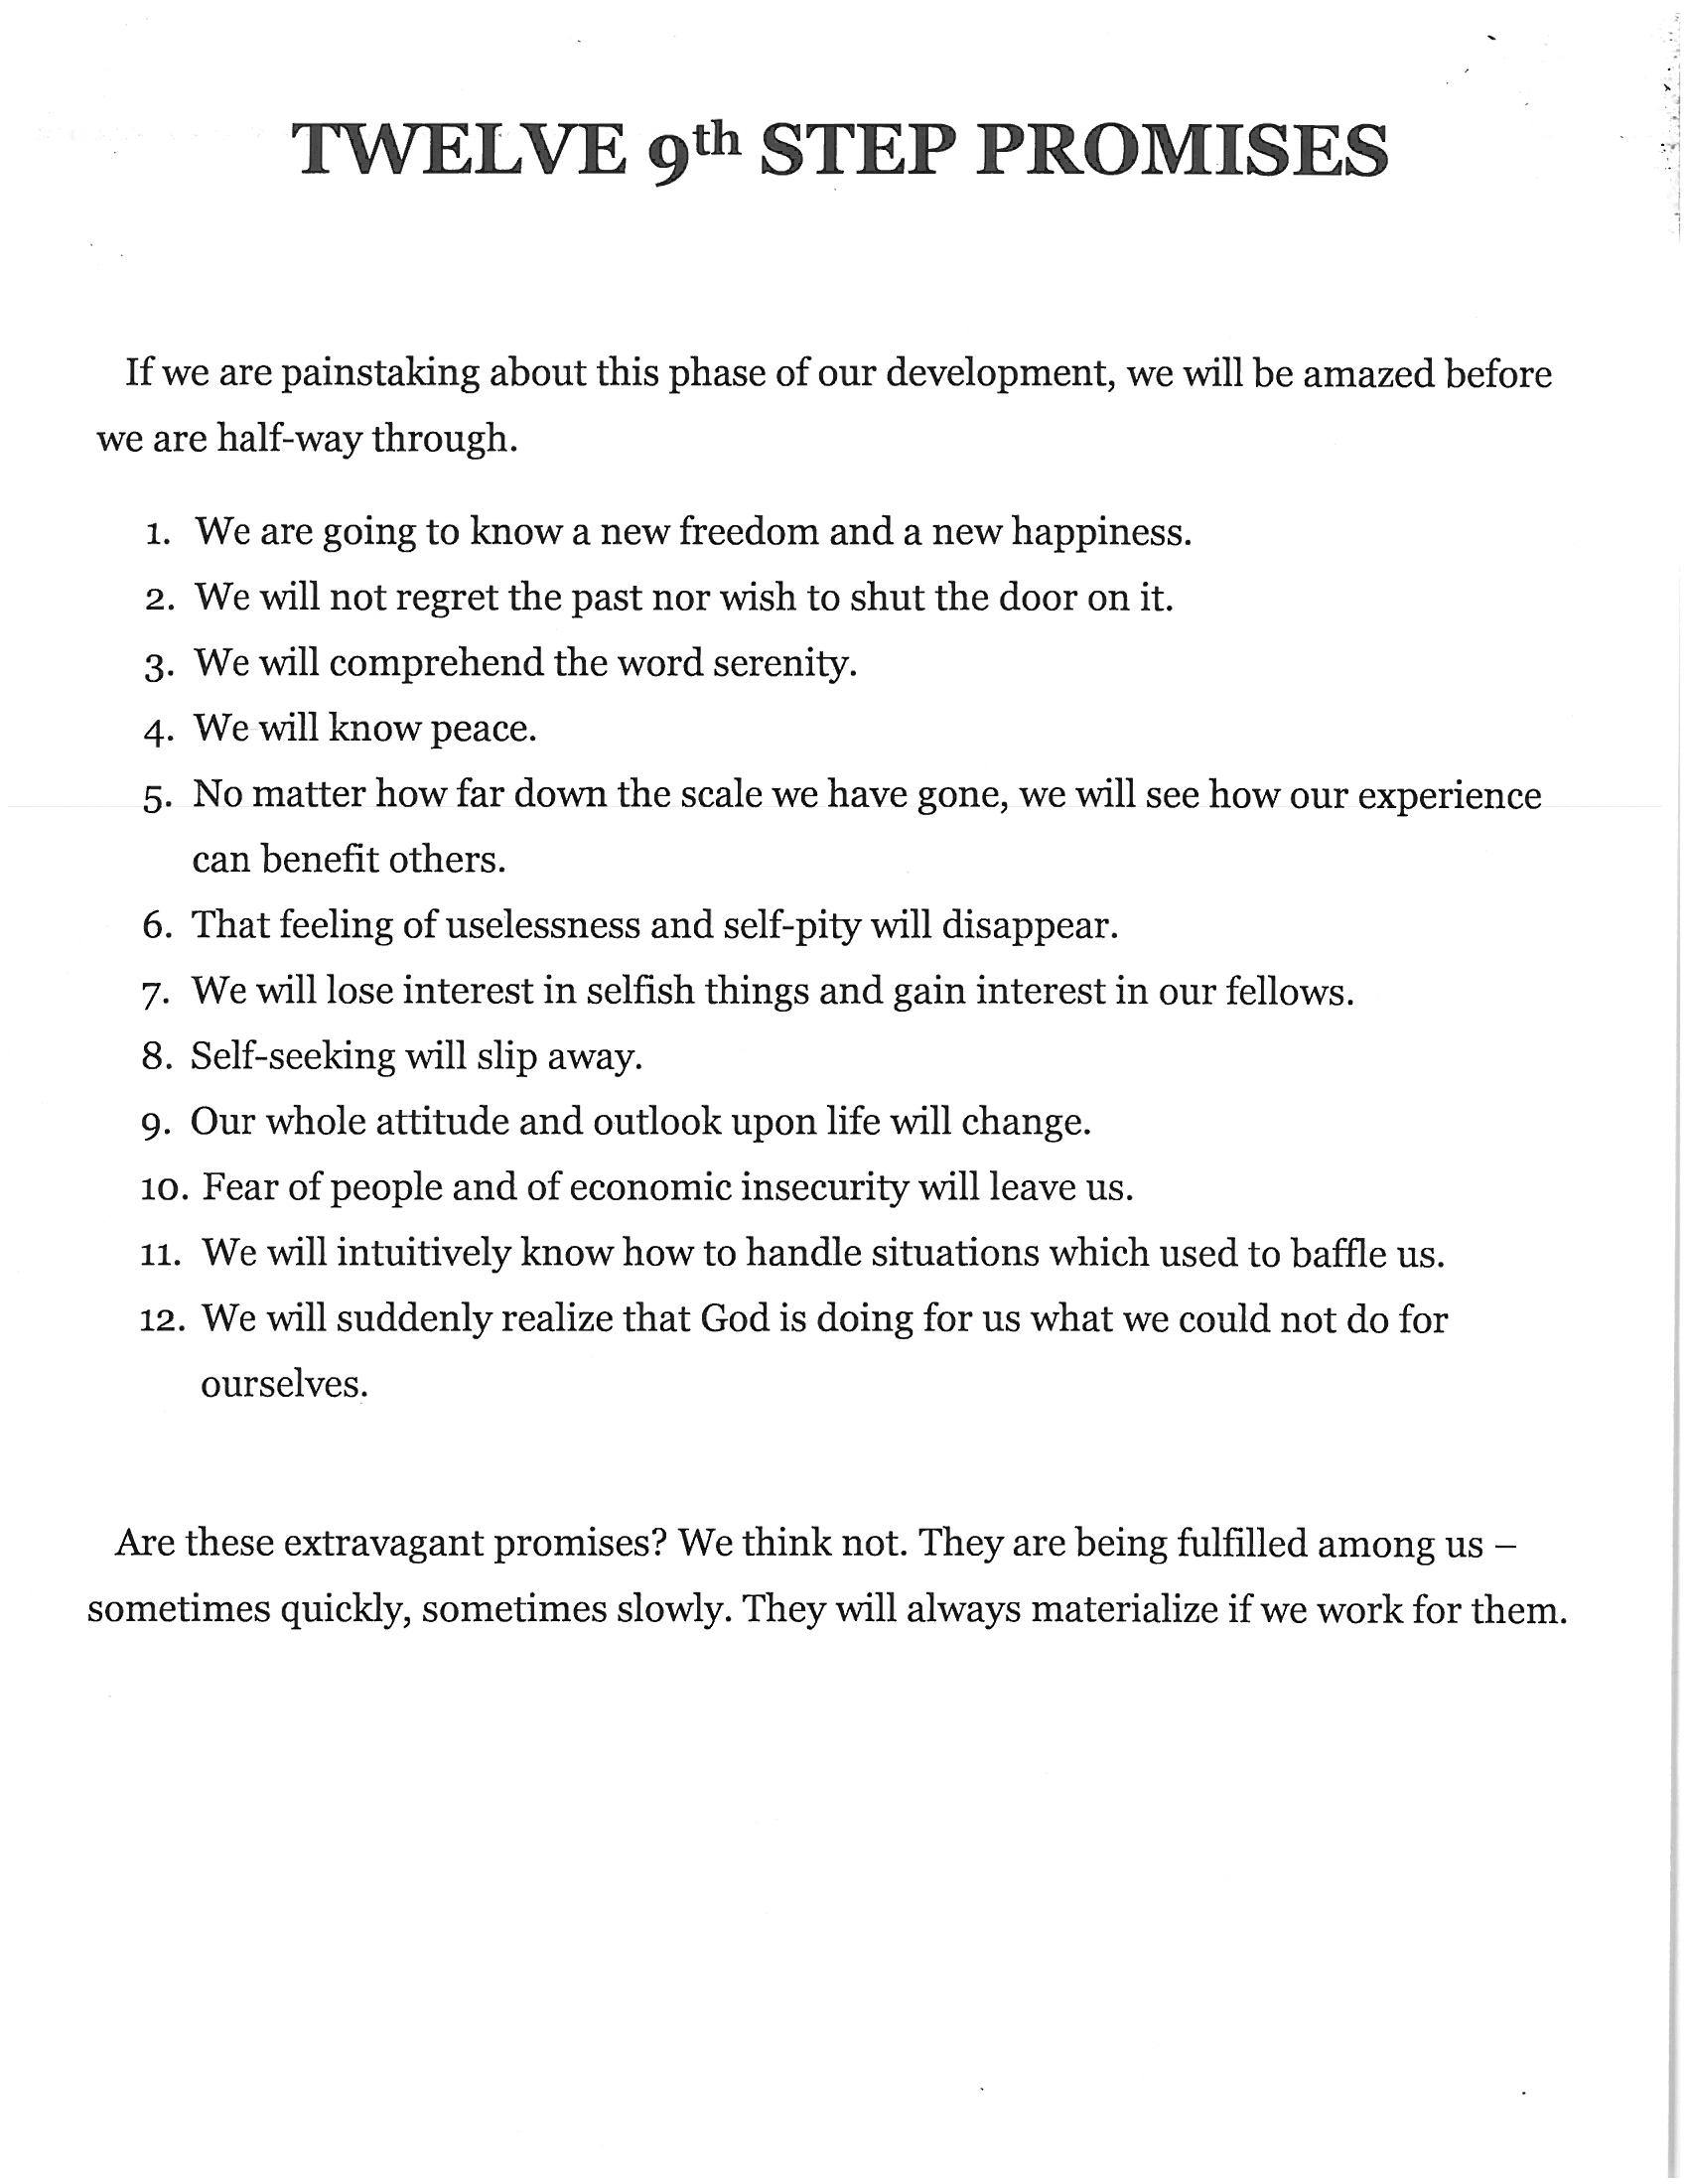 TWELVE 9th STEP PROMISES
If we are painstaking about this phase of our development, we will be amazed before
we are half-way through.
1. We are going to know a new freedom and a new happiness.
2. We will not regret the past nor wish to shut the door on it.
3. We will comprehend the word serenity.
4. We will know peace.
5. No matter how far down the scale we have gone, we will see how our experience
can benefit others.
6. That feeling of uselessness and self-pity will disappear.
7. We will lose interest in selfish things and gain interest in our fellows.
8. Self-seeking will slip away.
9. Our whole attitude and outlook upon life will change.
10. Fear of people and of economic insecurity will leave us.
11. We will intuitively know how to handle situations which used to baffle us.
12. We will suddenly realize that God is doing for us what we could not do for
ourselves.
Are these extravagant promises? We think not. They are being fulfilled among us –
sometimes quickly, sometimes slowly. They will always materialize if we work for them.